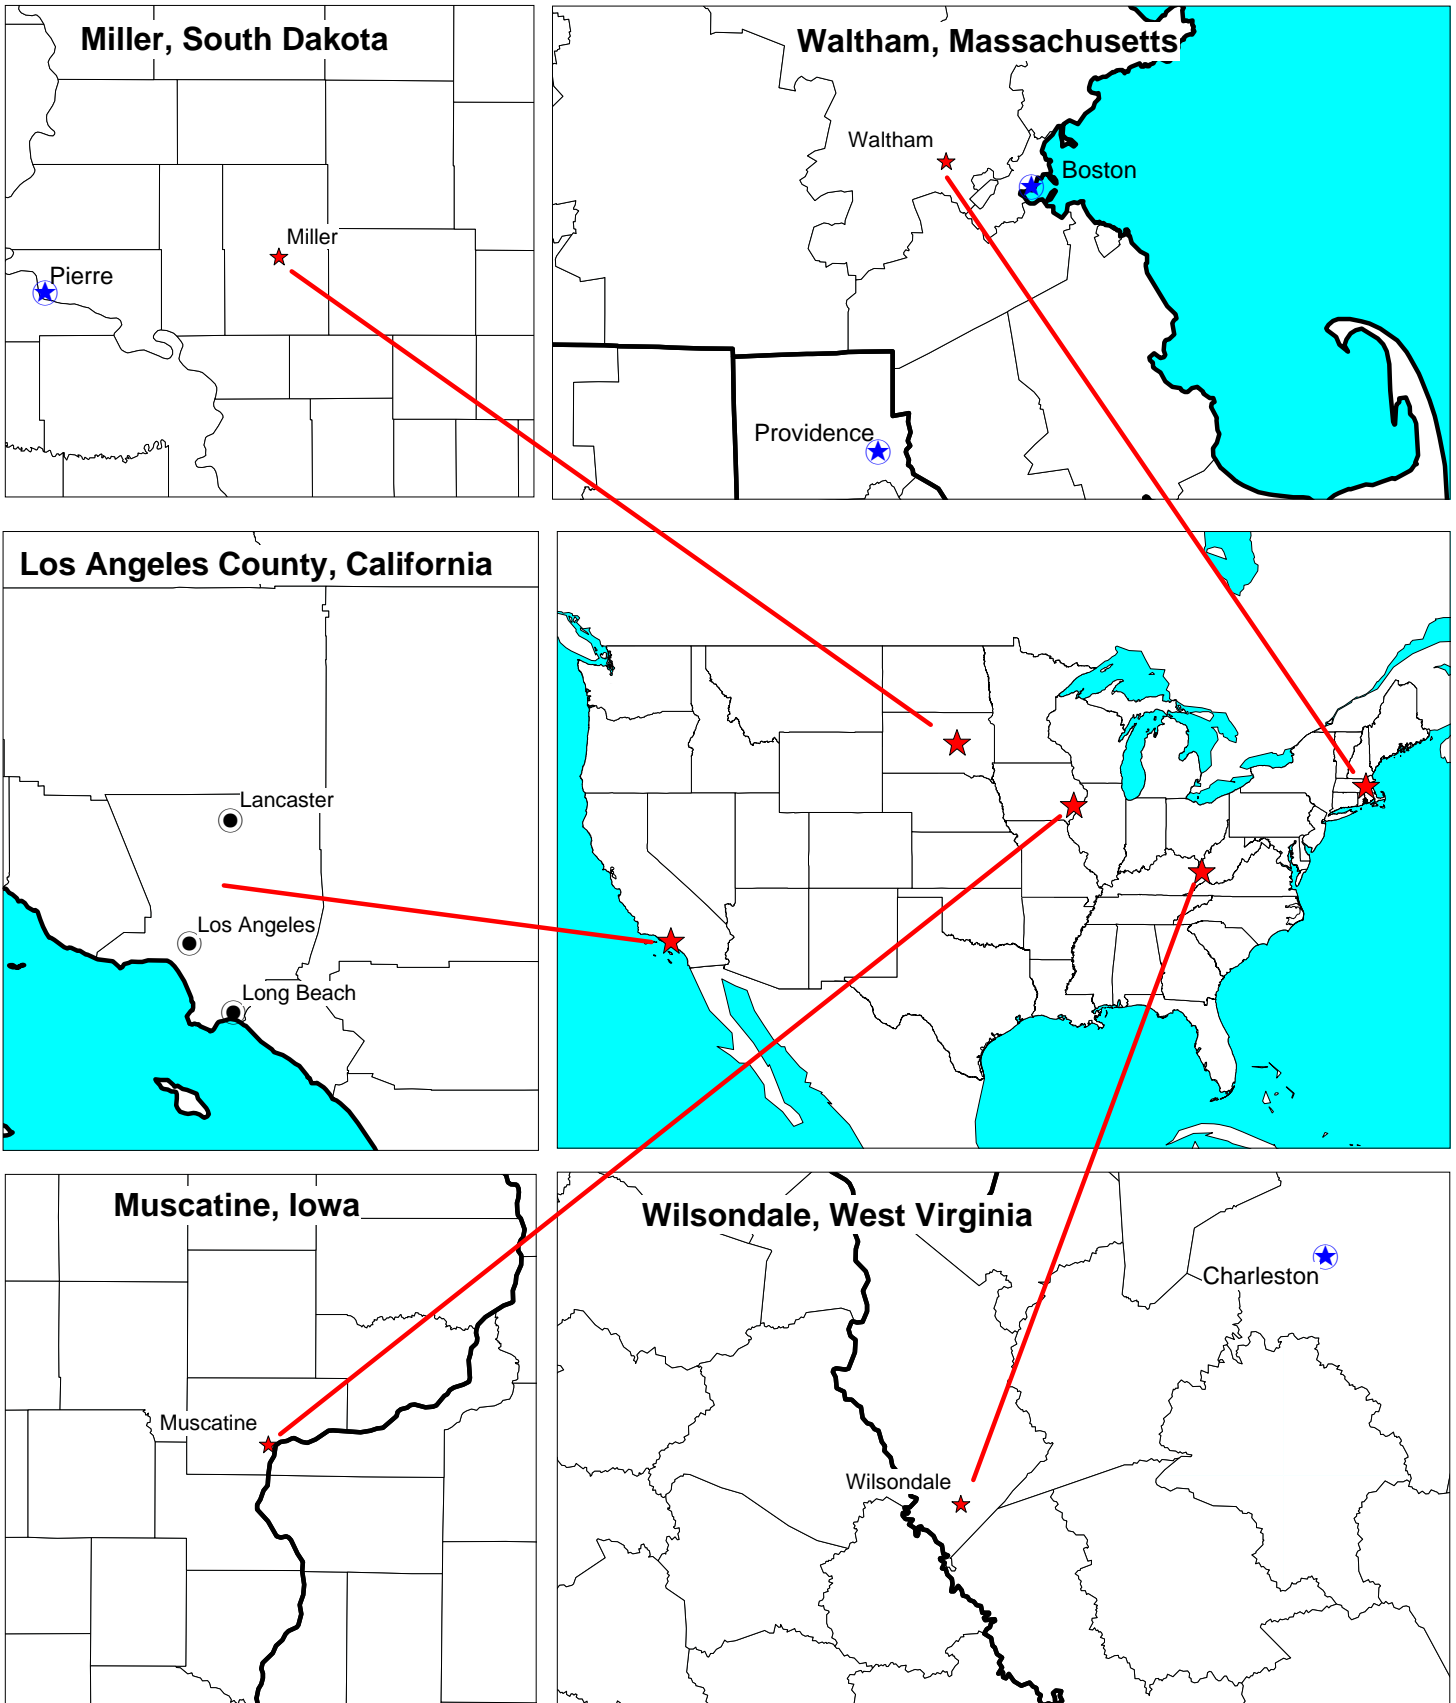 Miller, South Dakota
Miller
Pierre
Waltham, Massachusetts
Waltham
Boston
Providence
Los Angeles County, California
Lancaster
Los Angeles
Long Beach
Muscatine, Iowa
Muscatine
Wilsondale, West Virginia
Charleston
Wilsondale